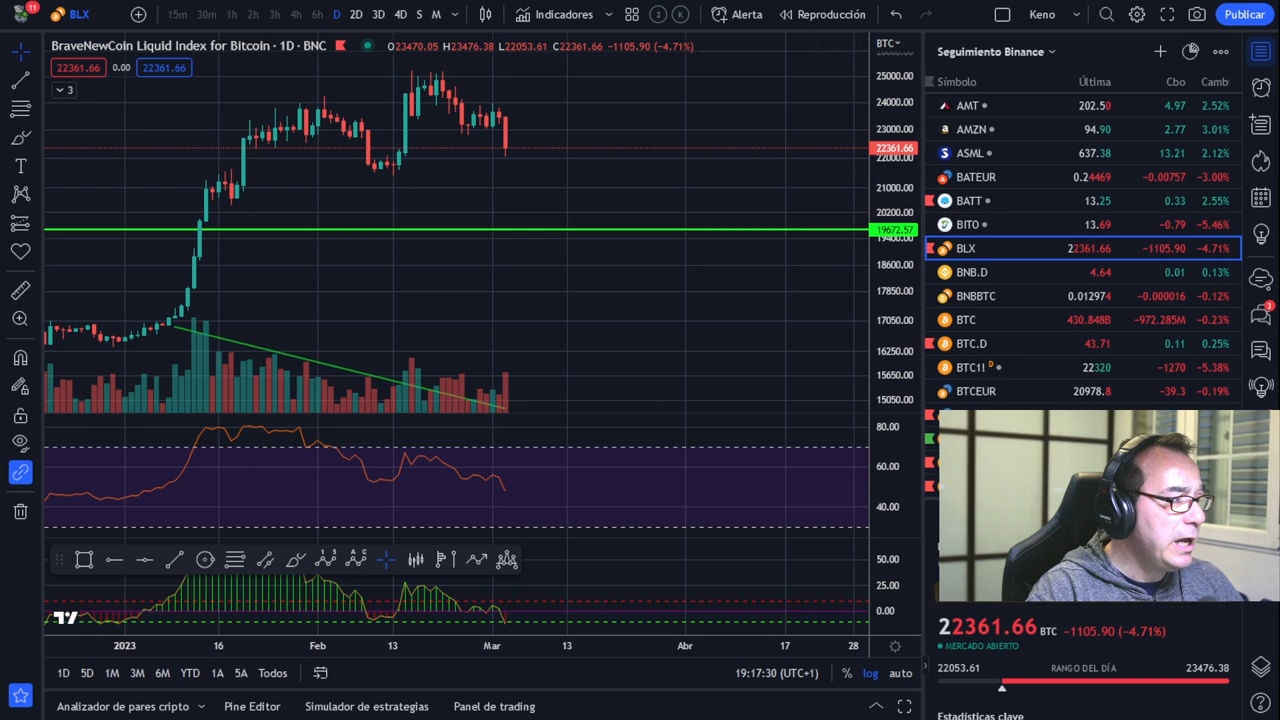 11
BLX
15m 30m 1h 2h 3h 4h 6h D 2D 3D 4D S M
Indicadores
2 K
Alerta
Reproducción
Keno
Publicar
BraveNewCoin Liquid Index for Bitcoin · 1D · BNC
O23470.05 H23476.38 L22053.61 C22361.66 −1105.90 (−4.71%)
22361.66 0.00 22361.66
3
BTC
25000.00
24000.00
23000.00
22361.66
22000.00
21000.00
20200.00
19672.57
19400.00
18600.00
17850.00
17050.00
16250.00
15650.00
15050.00
80.00
60.00
40.00
50.00
25.00
0.00
2023 16 Feb 13 Mar 13 Abr 17 28
1D 5D 1M 3M 6M YTD 1A 5A Todos
19:17:30 (UTC+1) % log auto
Analizador de pares cripto Pine Editor Simulador de estrategias Panel de trading
Seguimiento Binance
Símbolo Última Cbo Camb
AMT 202.50 4.97 2.52%
AMZN 94.90 2.77 3.01%
ASML 637.38 13.21 2.12%
BATEUR 0.24469 −0.00757 −3.00%
BATT 13.25 0.33 2.55%
BITO 13.69 −0.79 −5.46%
BLX 22361.66 −1105.90 −4.71%
BNB.D 4.64 0.01 0.13%
BNBBTC 0.012974 −0.000016 −0.12%
BTC 430.848B −972.285M −0.23%
BTC.D 43.71 0.11 0.25%
BTC1! D 22320 −1270 −5.38%
BTCEUR 20978.8 −39.3 −0.19%
3
22361.66 BTC −1105.90 (−4.71%)
MERCADO ABIERTO
22053.61 RANGO DEL DÍA 23476.38
Estadísticas clave